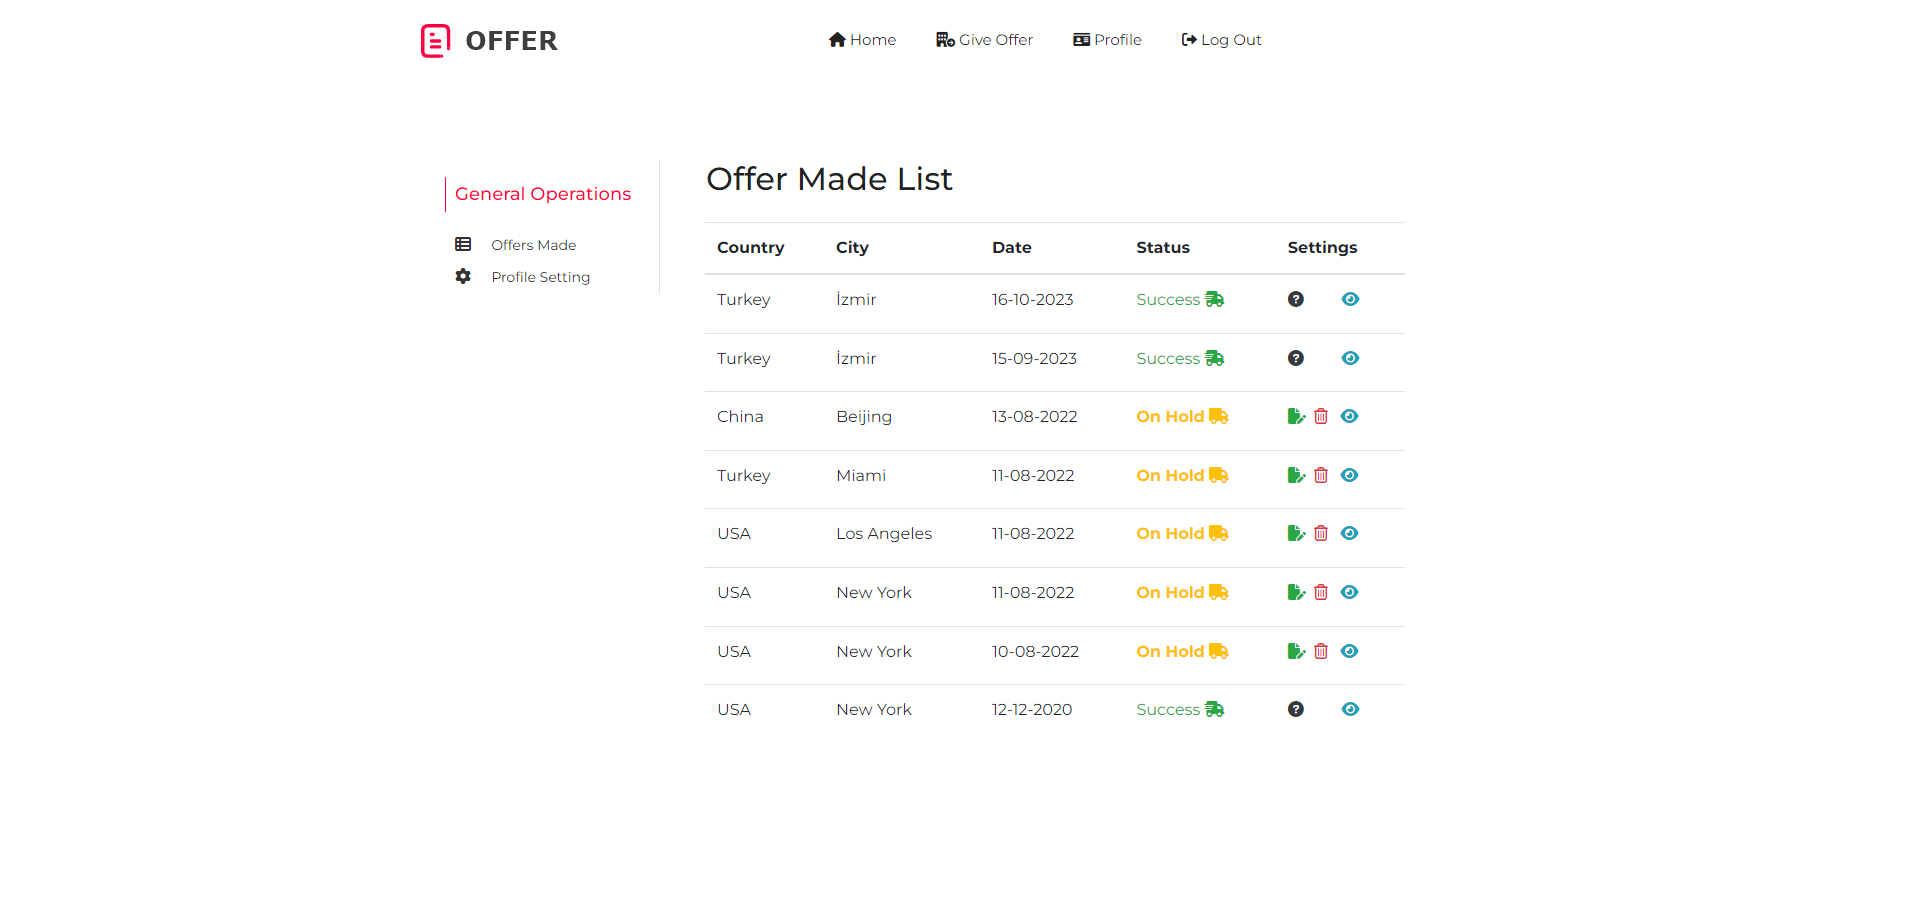 OFFER
Home Give Offer Profile Log Out
General Operations
Offers Made
Profile Setting
Offer Made List
Country City Date Status Settings
Turkey İzmir 16-10-2023 Success
Turkey İzmir 15-09-2023 Success
China Beijing 13-08-2022 On Hold
Turkey Miami 11-08-2022 On Hold
USA Los Angeles 11-08-2022 On Hold
USA New York 11-08-2022 On Hold
USA New York 10-08-2022 On Hold
USA New York 12-12-2020 Success